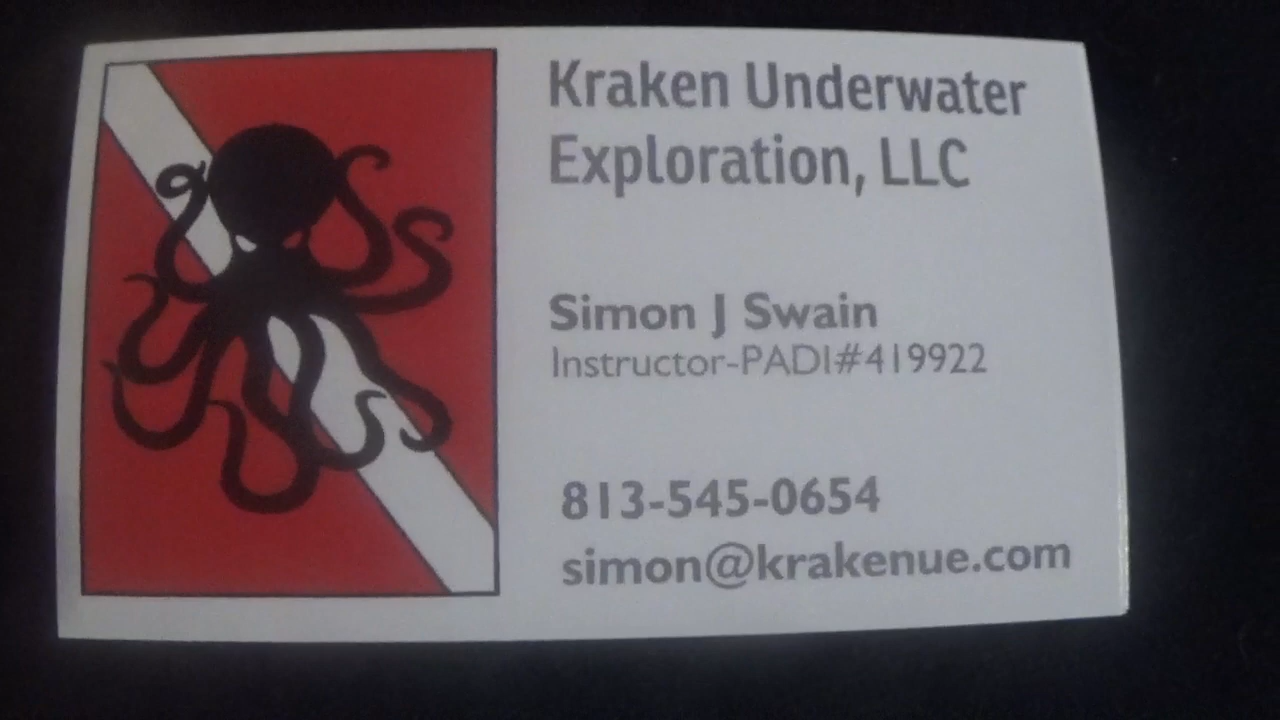 Kraken Underwater
Exploration, LLC
Simon J Swain
Instructor-PADI#419922
813-545-0654
simon@krakenue.com